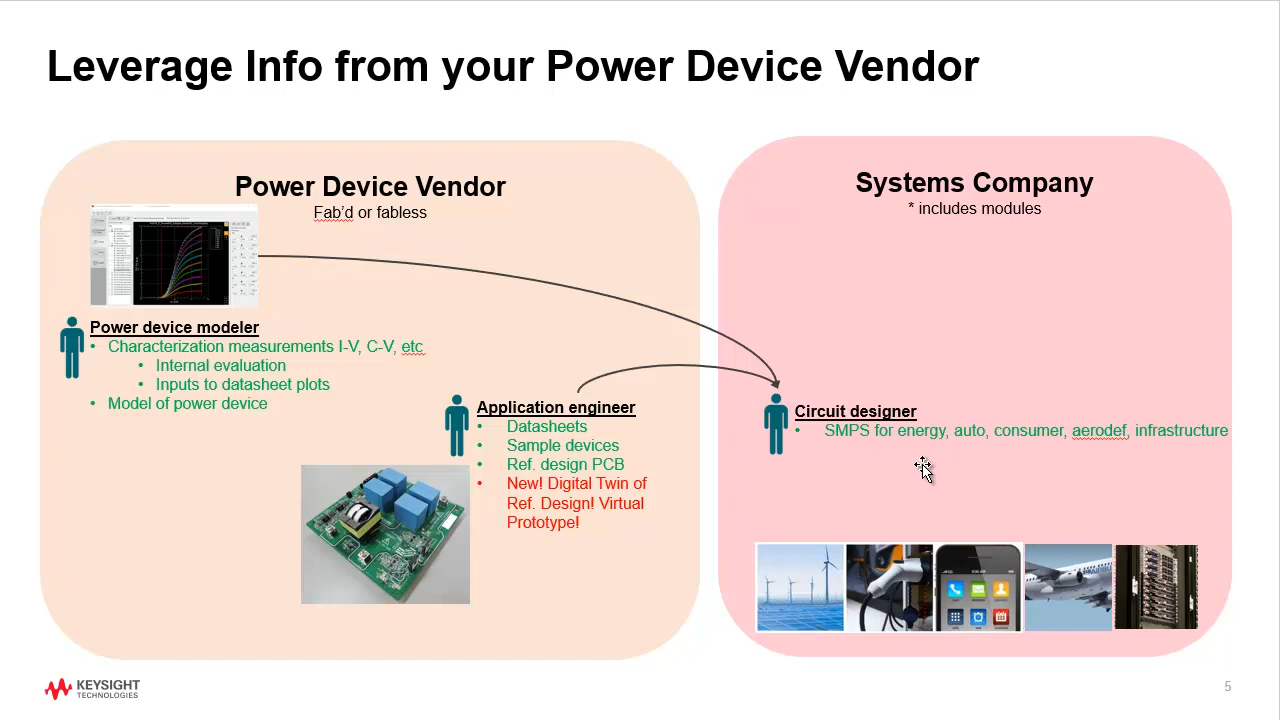 Leverage Info from your Power Device Vendor
Power Device Vendor
Fab'd or fabless
Power device modeler
• Characterization measurements I-V, C-V, etc
• Internal evaluation
• Inputs to datasheet plots
• Model of power device
Application engineer
• Datasheets
• Sample devices
• Ref. design PCB
• New! Digital Twin of
Ref. Design! Virtual
Prototype!
Systems Company
* includes modules
Circuit designer
• SMPS for energy, auto, consumer, aerodef, infrastructure
KEYSIGHT
TECHNOLOGIES
5